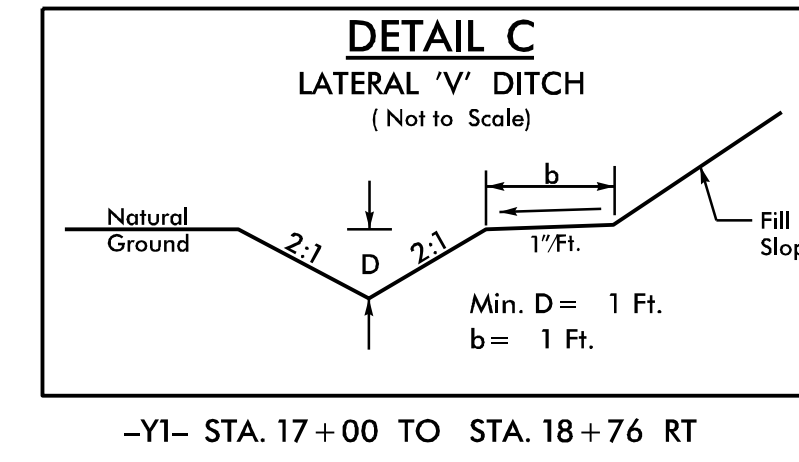 DETAIL C
LATERAL 'V' DITCH
( Not to Scale)
b
Natural
Ground
2:1
D
2:1
1"/Ft.
Fill
Min. D = 1 Ft.
b = 1 Ft.
-Y1- STA. 17+00 TO STA. 18+76 RT